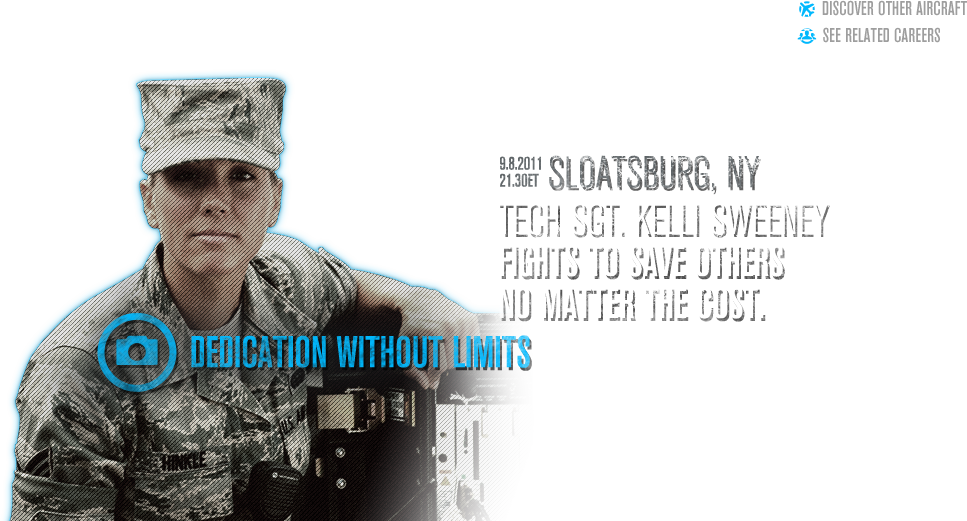 DISCOVER OTHER AIRCRAFT
SEE RELATED CAREERS
9.8.2011
21.30ET
SLOATSBURG, NY
TECH SGT. KELLI SWEENEY
FIGHTS TO SAVE OTHERS
NO MATTER THE COST.
DEDICATION WITHOUT LIMITS
U.S. AI
HINKLE